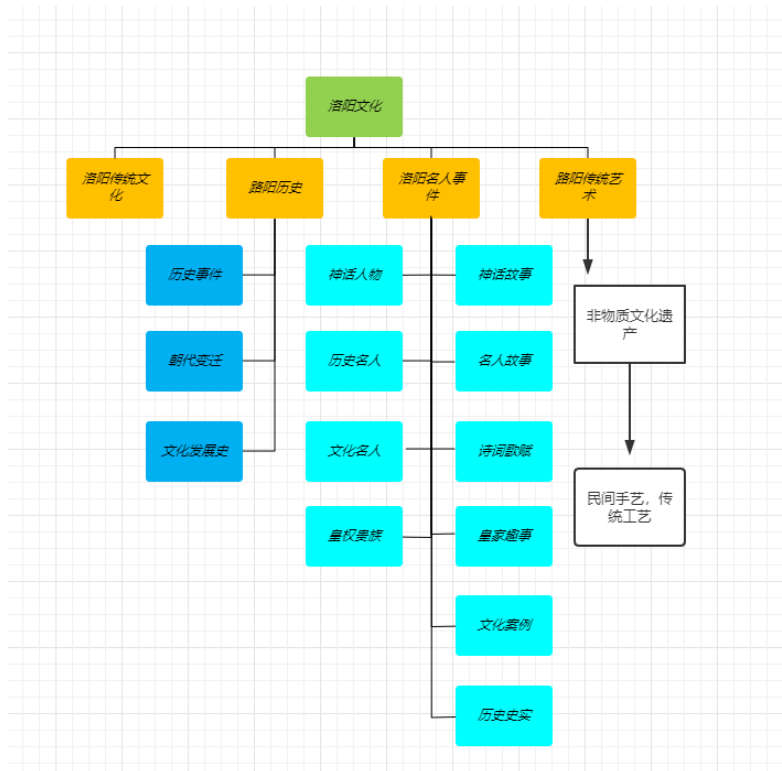 洛阳文化
洛阳传统文
化
路阳历史
洛阳名人事
件
路阳传统艺
术
历史事件
神话人物
神话故事
非物质文化遗
产
朝代变迁
历史名人
名人故事
文化发展史
文化名人
诗词歌赋
民间手艺，传
统工艺
皇权贵族
皇家趣事
文化案例
历史史实